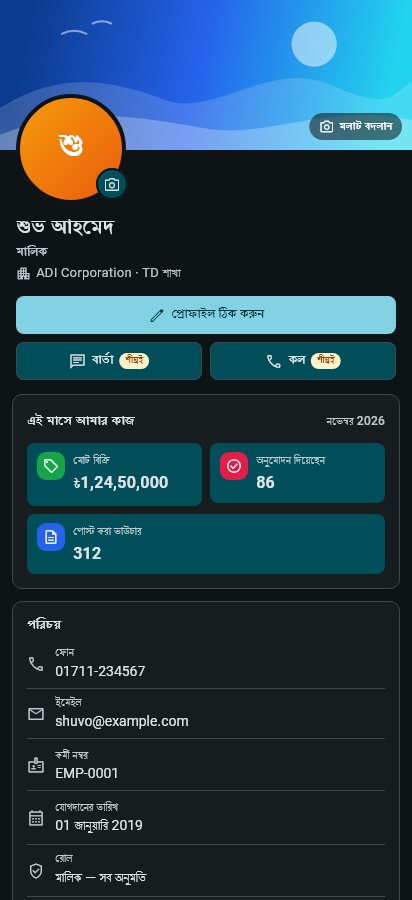 মলাট বদলান
শু
শুভ আহমেদ
মালিক
ADI Corporation · TD শাখা
প্রোফাইল ঠিক করুন
বার্তা শীঘ্রই
কল শীঘ্রই
এই মাসে আমার কাজ
নভেম্বর 2026
মোট বিক্রি
৳1,24,50,000
অনুমোদন দিয়েছেন
86
পোস্ট করা ভাউচার
312
পরিচয়
ফোন
01711-234567
ইমেইল
shuvo@example.com
কর্মী নম্বর
EMP-0001
যোগদানের তারিখ
01 জানুয়ারি 2019
রোল
মালিক — সব অনুমতি